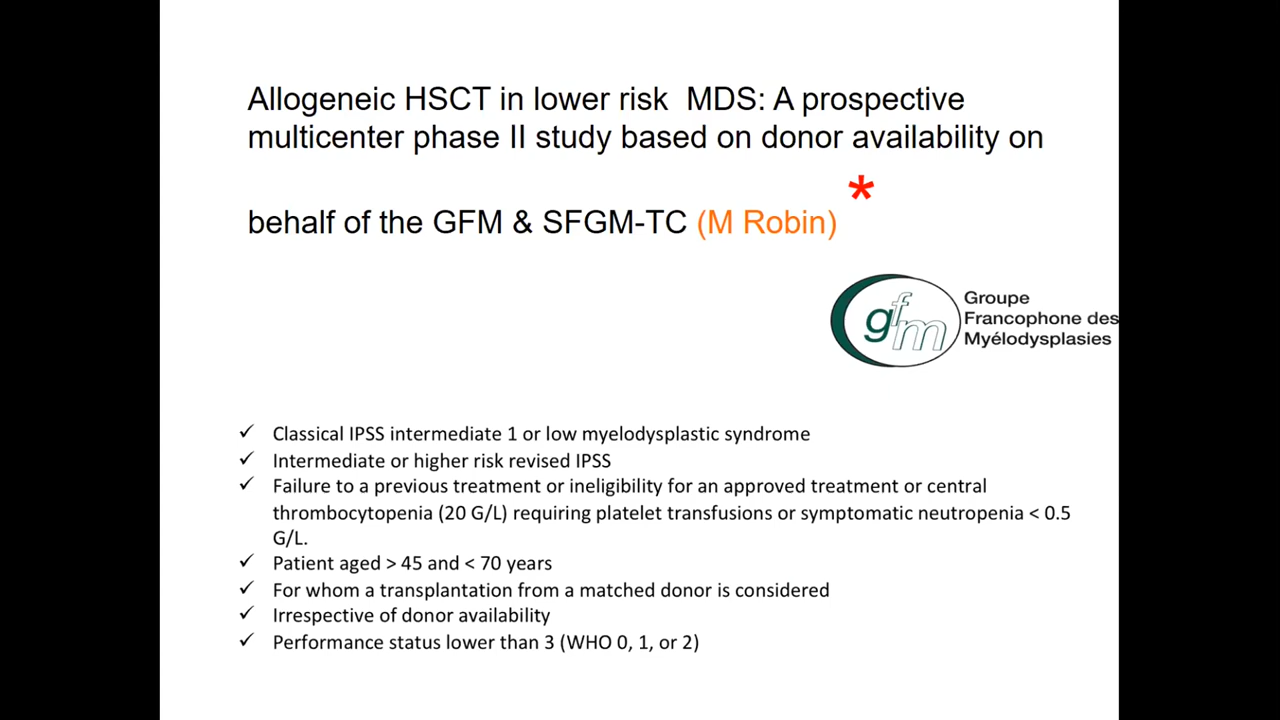 Allogeneic HSCT in lower risk  MDS: A prospective
multicenter phase II study based on donor availability on
behalf of the GFM & SFGM-TC (M Robin) *
gfm
Groupe
Francophone des
Myélodysplasies
✓ Classical IPSS intermediate 1 or low myelodysplastic syndrome
✓ Intermediate or higher risk revised IPSS
✓ Failure to a previous treatment or ineligibility for an approved treatment or central
thrombocytopenia (20 G/L) requiring platelet transfusions or symptomatic neutropenia < 0.5
G/L.
✓ Patient aged > 45 and < 70 years
✓ For whom a transplantation from a matched donor is considered
✓ Irrespective of donor availability
✓ Performance status lower than 3 (WHO 0, 1, or 2)